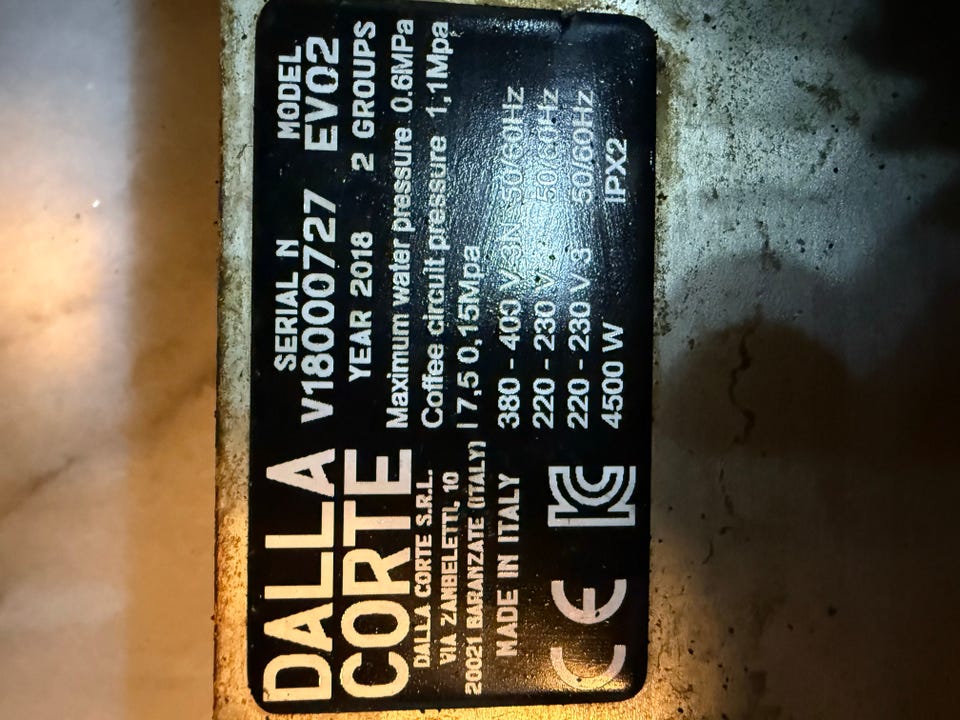 DALLA
CORTE
DALLA CORTE S.R.L.
VIA ZAMBELETTI, 10
20021 BARANZATE (ITALY)
MADE IN ITALY
CE
SERIAL N MODEL
V18000727 EVO2
YEAR 2018 2 GROUPS
Maximum water pressure 0.6MPa
Coffee circuit pressure 1,1Mpa
l 7,5 0,15Mpa
380 - 400 V 3N 50/60Hz
220 - 230 V 50/60Hz
220 - 230 V 3 50/60Hz
4500 W IPX2